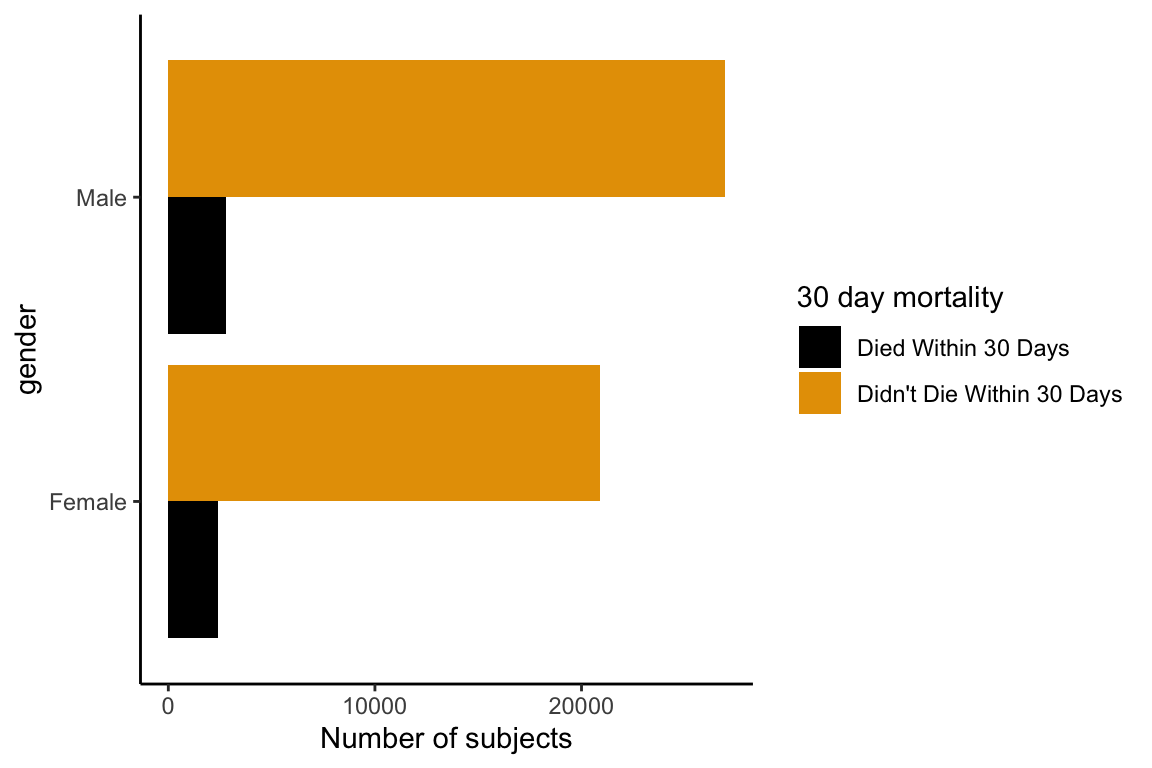 gender
Male
Female
0 10000 20000
Number of subjects
30 day mortality
Died Within 30 Days
Didn't Die Within 30 Days